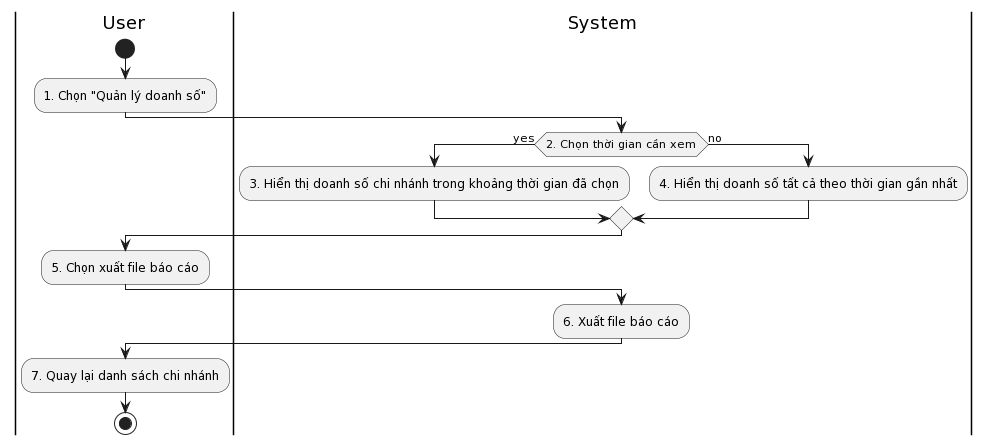 User
System
1. Chọn "Quản lý doanh số"
yes
2. Chọn thời gian cần xem
no
3. Hiển thị doanh số chi nhánh trong khoảng thời gian đã chọn
4. Hiển thị doanh số tất cả theo thời gian gần nhất
5. Chọn xuất file báo cáo
6. Xuất file báo cáo
7. Quay lại danh sách chi nhánh